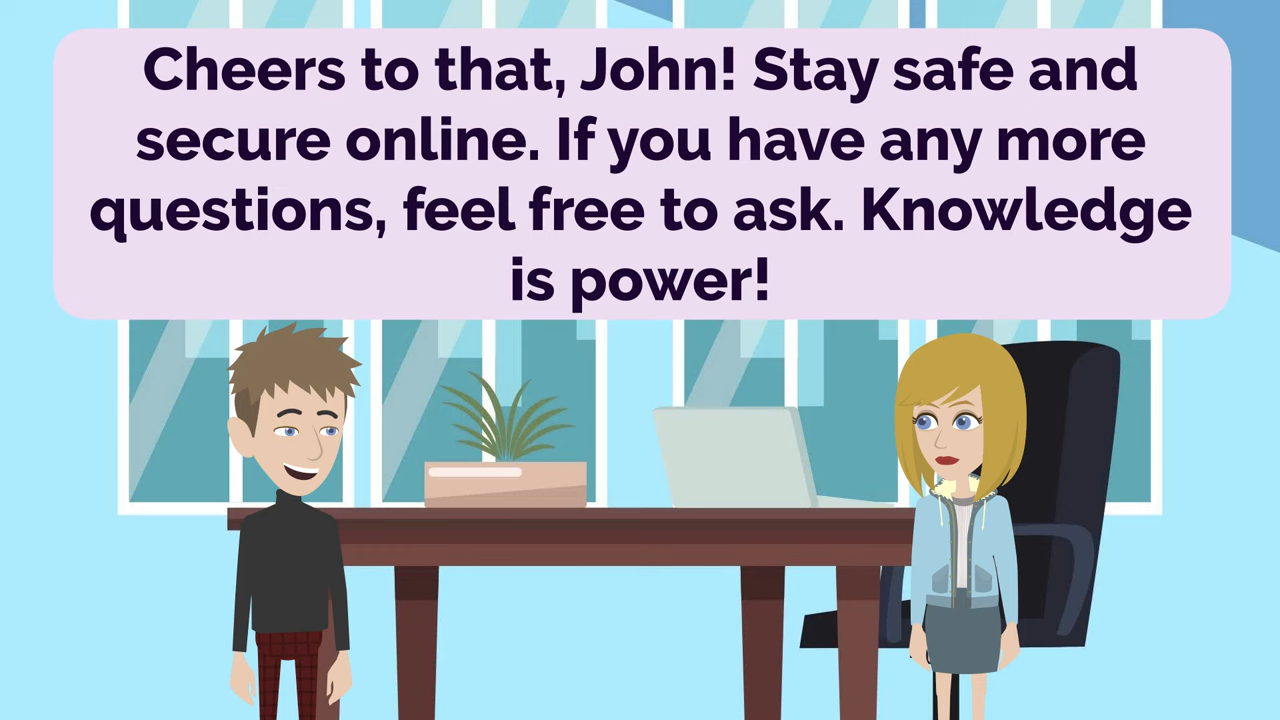 Cheers to that, John! Stay safe and
secure online. If you have any more
questions, feel free to ask. Knowledge
is power!